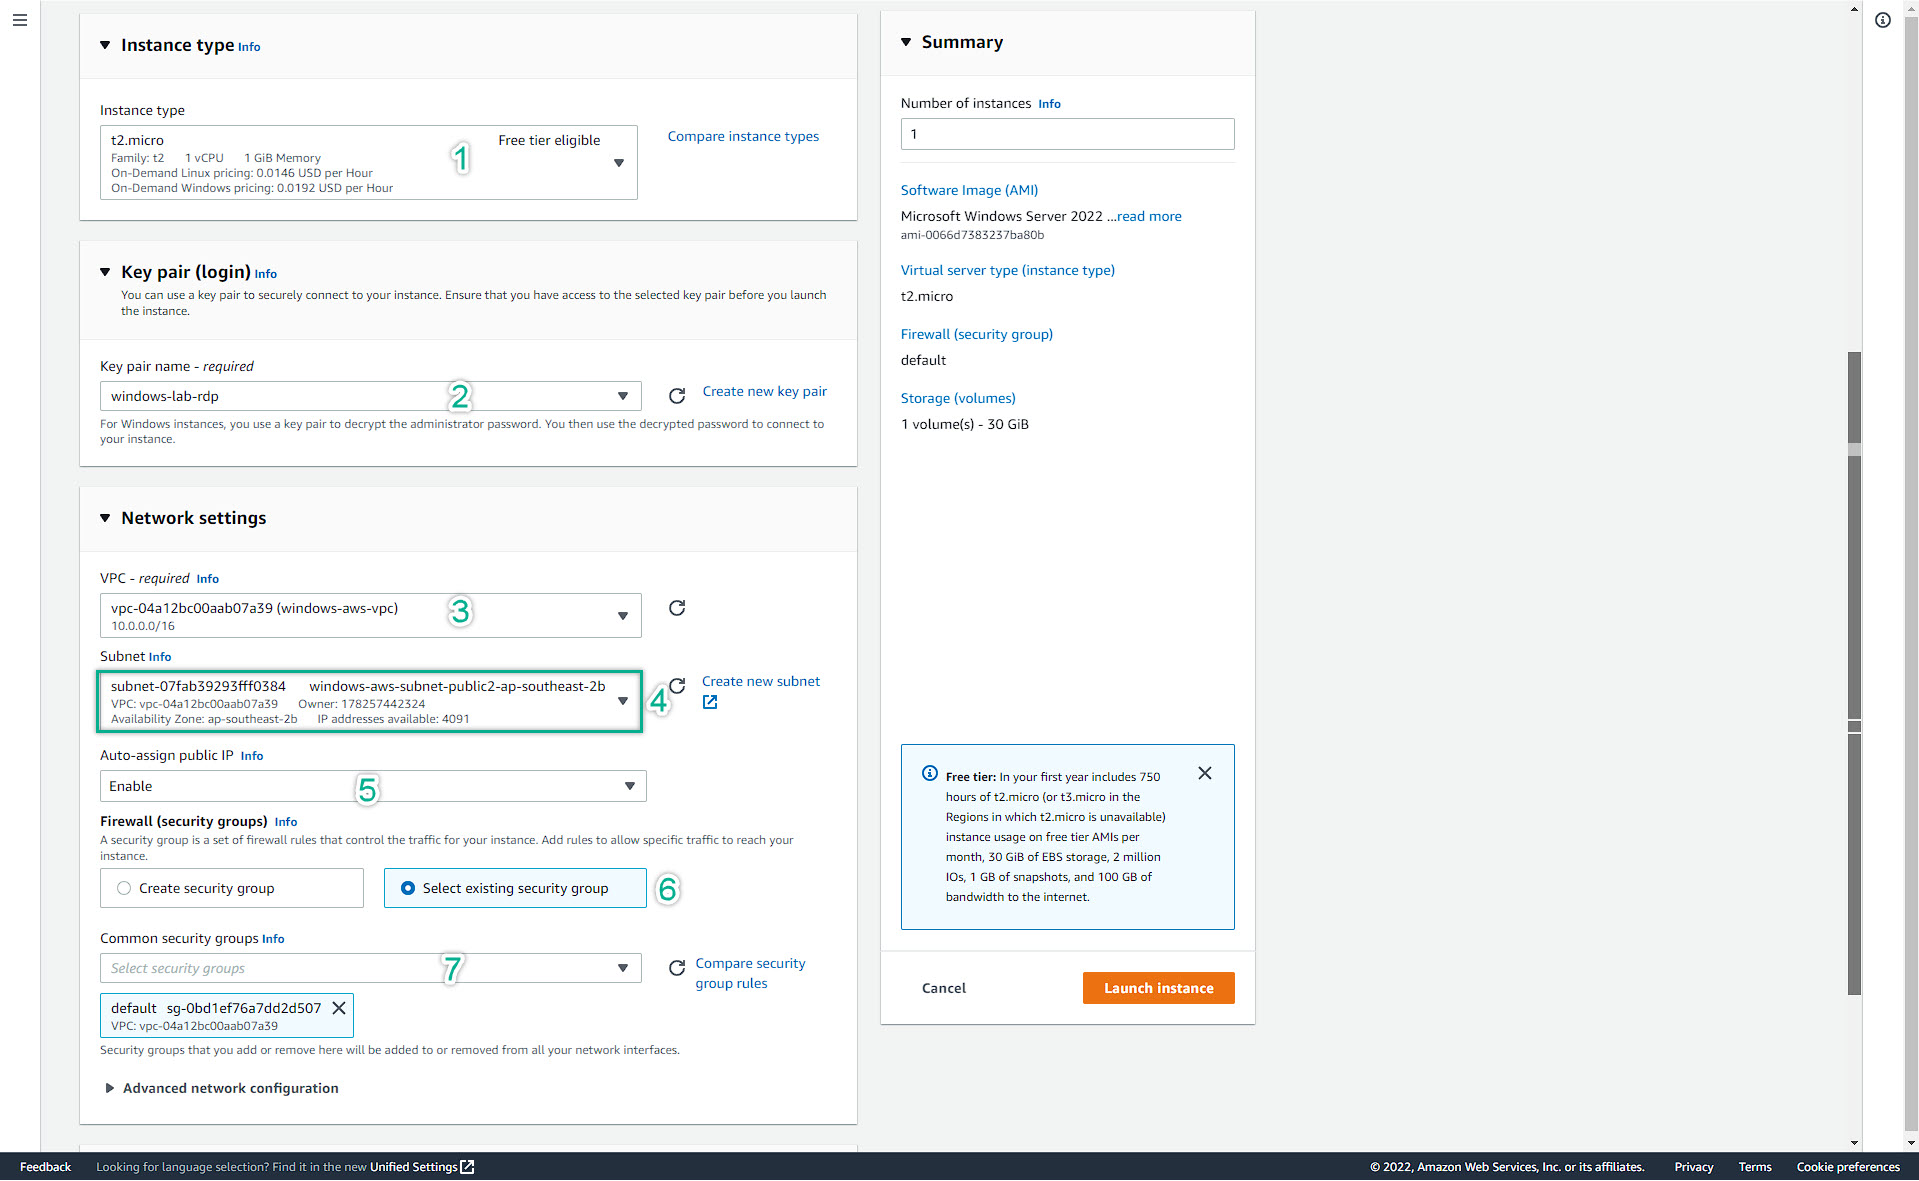 Instance type Info
Instance type
t2.micro Free tier eligible
Family: t2 1 vCPU 1 GiB Memory
On-Demand Linux pricing: 0.0146 USD per Hour
On-Demand Windows pricing: 0.0192 USD per Hour
1
Compare instance types
Key pair (login) Info
You can use a key pair to securely connect to your instance. Ensure that you have access to the selected key pair before you launch
the instance.
Key pair name - required
windows-lab-rdp
2
Create new key pair
For Windows instances, you use a key pair to decrypt the administrator password. You then use the decrypted password to connect to
your instance.
Network settings
VPC - required Info
vpc-04a12bc00aab07a39 (windows-aws-vpc)
10.0.0.0/16
3
Subnet Info
subnet-07fab39293fff0384 windows-aws-subnet-public2-ap-southeast-2b
VPC: vpc-04a12bc00aab07a39 Owner: 178257442324
Availability Zone: ap-southeast-2b IP addresses available: 4091
4
Create new subnet
Auto-assign public IP Info
Enable
5
Firewall (security groups) Info
A security group is a set of firewall rules that control the traffic for your instance. Add rules to allow specific traffic to reach your
instance.
Create security group
Select existing security group
6
Common security groups Info
Select security groups
7
Compare security
group rules
default sg-0bd1ef76a7dd2d507
VPC: vpc-04a12bc00aab07a39
Security groups that you add or remove here will be added to or removed from all your network interfaces.
Advanced network configuration
Summary
Number of instances Info
1
Software Image (AMI)
Microsoft Windows Server 2022 ...read more
ami-0066d7383237ba80b
Virtual server type (instance type)
t2.micro
Firewall (security group)
default
Storage (volumes)
1 volume(s) - 30 GiB
Free tier: In your first year includes 750
hours of t2.micro (or t3.micro in the
Regions in which t2.micro is unavailable)
instance usage on free tier AMIs per
month, 30 GiB of EBS storage, 2 million
IOs, 1 GB of snapshots, and 100 GB of
bandwidth to the internet.
Cancel
Launch instance
Feedback Looking for language selection? Find it in the new Unified Settings © 2022, Amazon Web Services, Inc. or its affiliates. Privacy Terms Cookie preferences